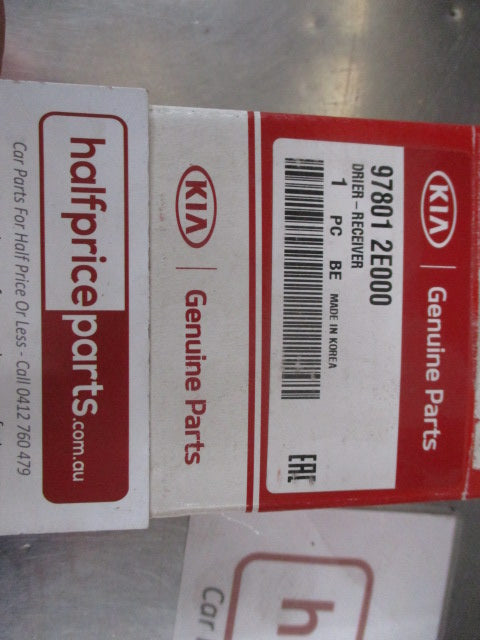 KIA | Genuine Parts
97801 2E000
DRIER-RECEIVER
1 PC BE MADE IN KOREA
EAC
KIA | Genuine Parts
halfpriceparts.com.au
Car Parts For Half Price Or Less - Call 0412 760 479
h
Car